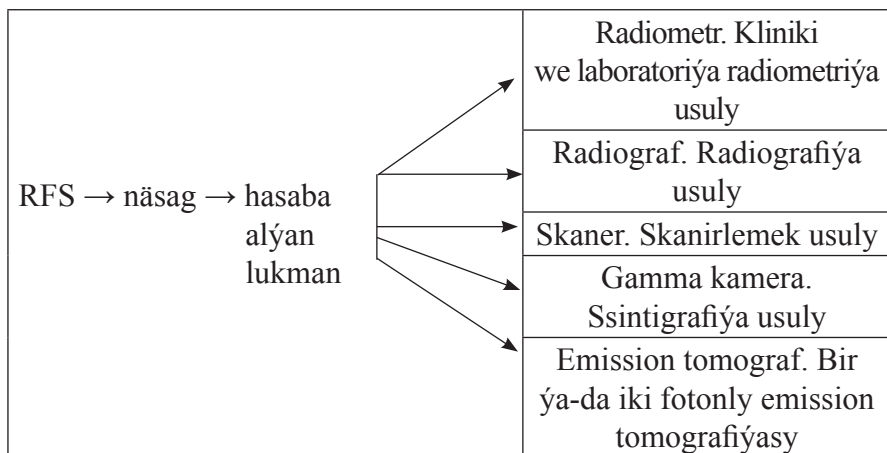 RFS → näsag → hasaba
alýan
lukman
Radiometr. Kliniki
we laboratoriýa radiometriýa
usuly
Radiograf. Radiografiýa
usuly
Skaner. Skanirlemek usuly
Gamma kamera.
Ssintigrafiýa usuly
Emission tomograf. Bir
ýa-da iki fotonly emission
tomografiýasy